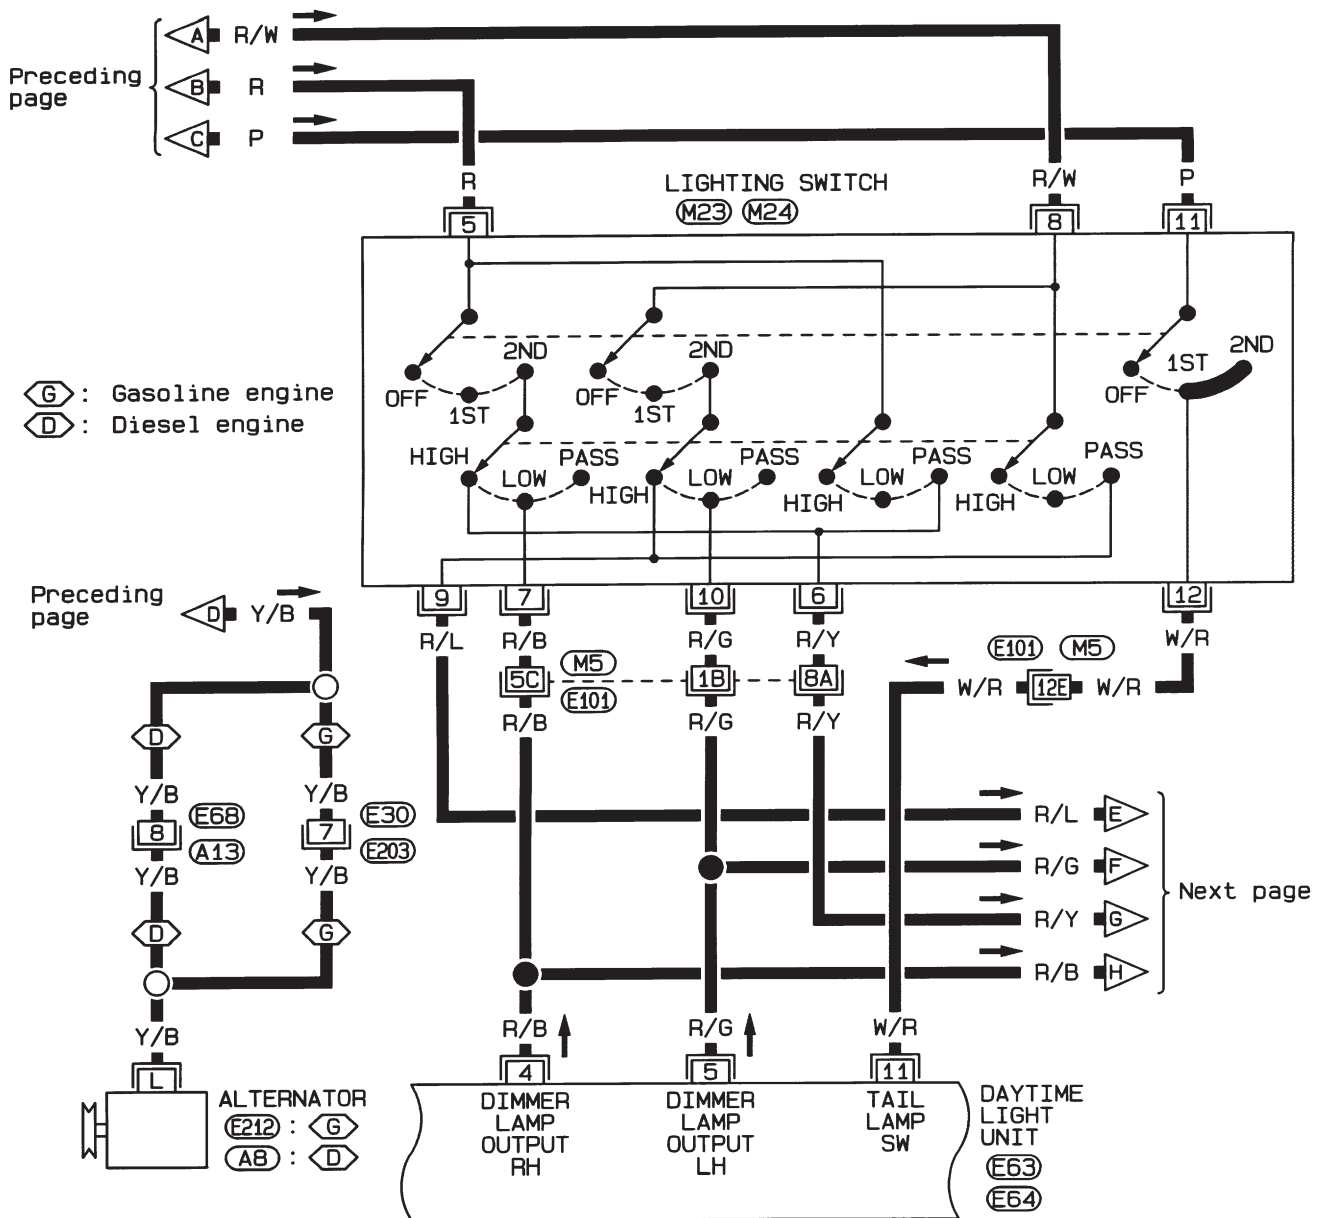 A R/W
Preceding
page
B R
C P
R
LIGHTING SWITCH
M23 M24
R/W
P
5
8
11
2ND
2ND
1ST
2ND
OFF
1ST
OFF
1ST
OFF
G : Gasoline engine
D : Diesel engine
HIGH
LOW
PASS
HIGH
LOW
PASS
HIGH
LOW
PASS
HIGH
LOW
PASS
Preceding
page
D Y/B
9
7
10
6
12
R/L
R/B
R/G
R/Y
W/R
5C
M5
E101
1B
8A
E101 M5
W/R 12E W/R
R/B
R/G
R/Y
D
G
Y/B
Y/B
8
E68
A13
7
E30
E203
Y/B
Y/B
D
G
R/L E
R/G F
R/Y G
R/B H
Next page
Y/B
R/B
R/G
W/R
L
4
5
11
ALTERNATOR
E212 : G
A8 : D
DIMMER
LAMP
OUTPUT
RH
DIMMER
LAMP
OUTPUT
LH
TAIL
LAMP
SW
DAYTIME
LIGHT
UNIT
E63
E64